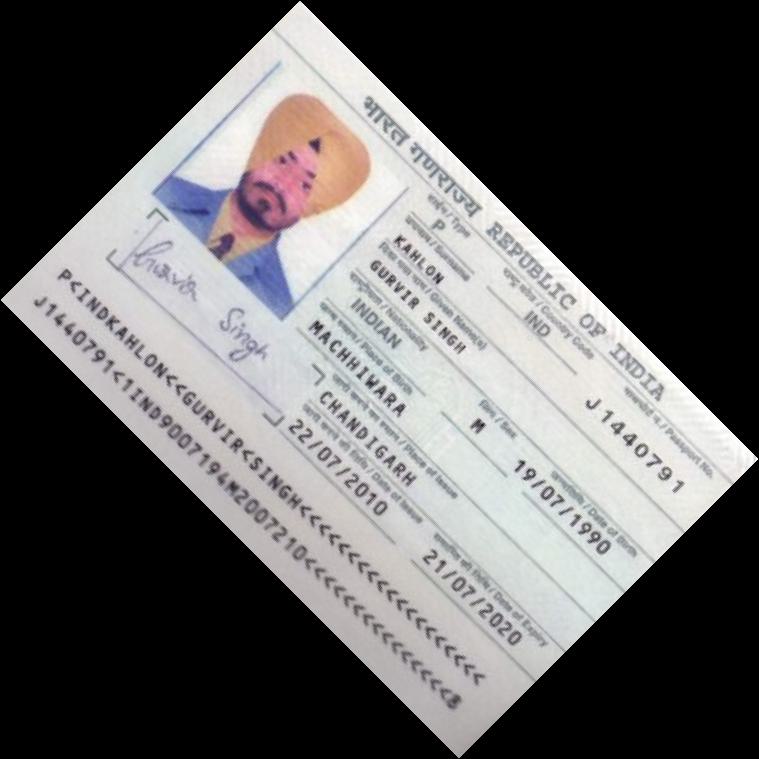 भारत गणराज्य REPUBLIC OF INDIA
टाईप / Type
राष्ट्र कोड / Country Code
पासपोर्ट नं. / Passport No.
P
IND
J1440791
उपनाम / Surname
KAHLON
दिया गया नाम / Given Name(s)
GURVIR SINGH
राष्ट्रीयता / Nationality
लिंग / Sex
जन्मतिथि / Date of Birth
INDIAN
M
19/07/1990
जन्म स्थान / Place of Birth
MACHHIWARA
जारी करने का स्थान / Place of Issue
CHANDIGARH
जारी करने की तिथि / Date of Issue
समाप्ति की तिथि / Date of Expiry
22/07/2010
21/07/2020
Singh
P<INDKAHLON<<GURVIR<SINGH<<<<<<<<<<<<<<<<<<<
J1440791<1IND9007194M2007210<<<<<<<<<<<<<<<8